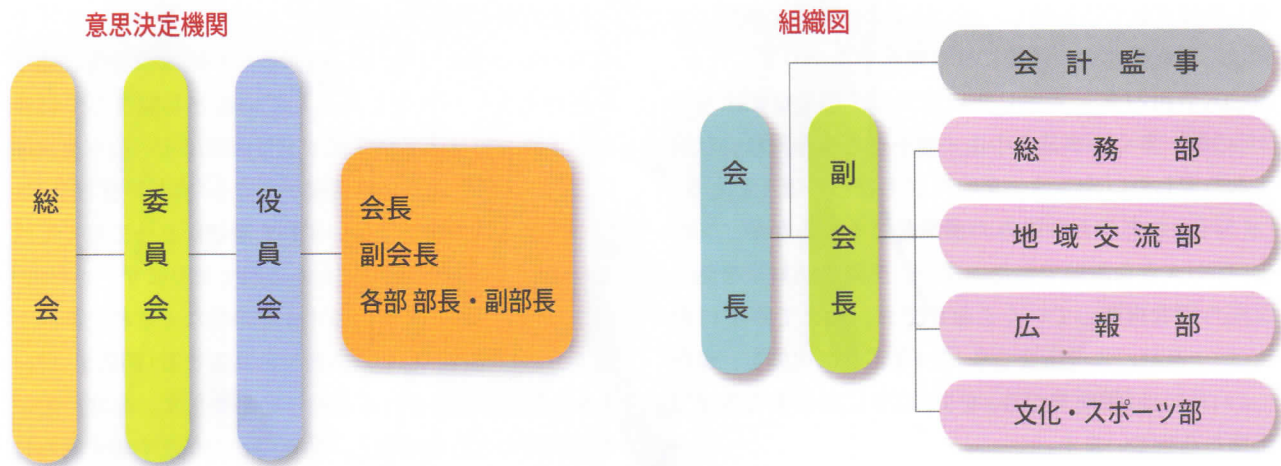 意思決定機関
総会
委員会
役員会
会長
副会長
各部 部長・副部長
組織図
会長
副会長
会計監事
総務部
地域交流部
広報部
文化・スポーツ部